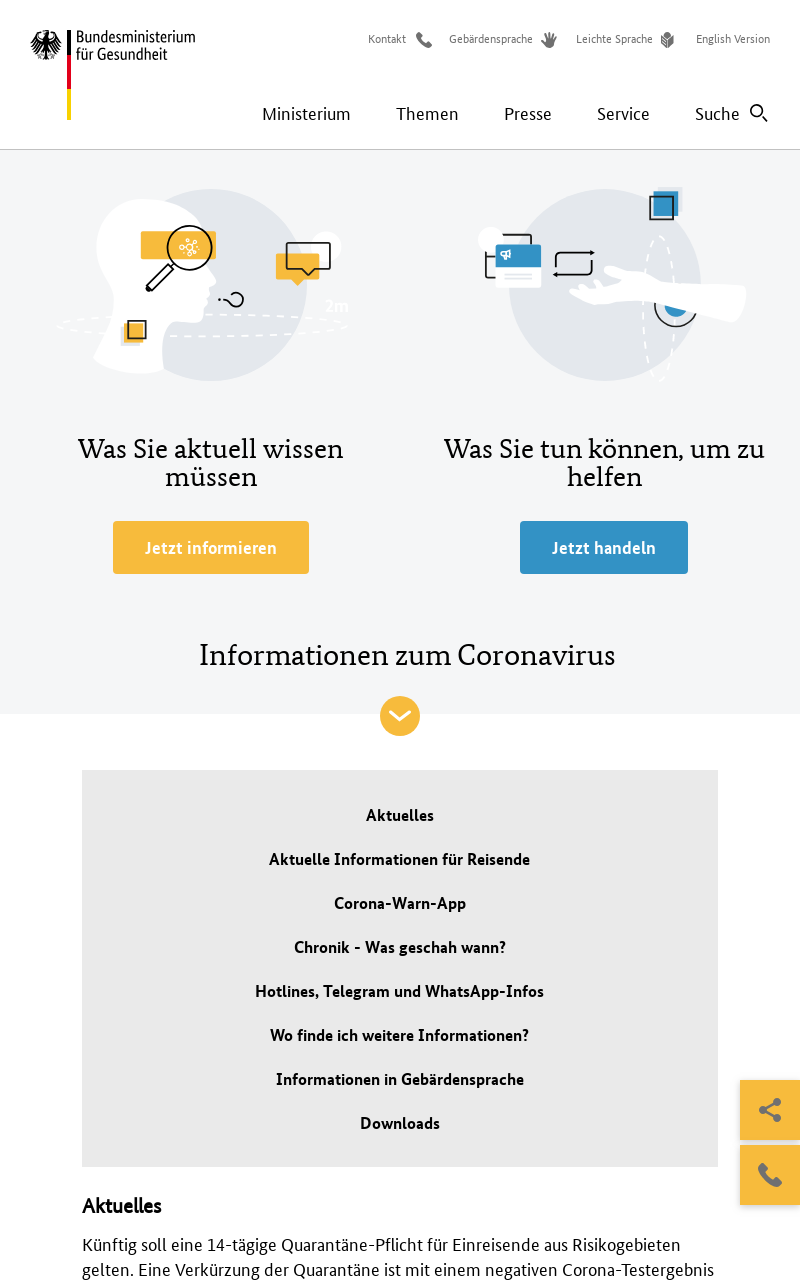 Bundesministerium
für Gesundheit
Kontakt
Gebärdensprache
Leichte Sprache
English Version
Ministerium
Themen
Presse
Service
Suche
2m
Was Sie aktuell wissen
müssen
Jetzt informieren
Was Sie tun können, um zu
helfen
Jetzt handeln
Informationen zum Coronavirus
Aktuelles
Aktuelle Informationen für Reisende
Corona-Warn-App
Chronik - Was geschah wann?
Hotlines, Telegram und WhatsApp-Infos
Wo finde ich weitere Informationen?
Informationen in Gebärdensprache
Downloads
Aktuelles
Künftig soll eine 14-tägige Quarantäne-Pflicht für Einreisende aus Risikogebieten
gelten. Eine Verkürzung der Quarantäne ist mit einem negativen Corona-Testergebnis